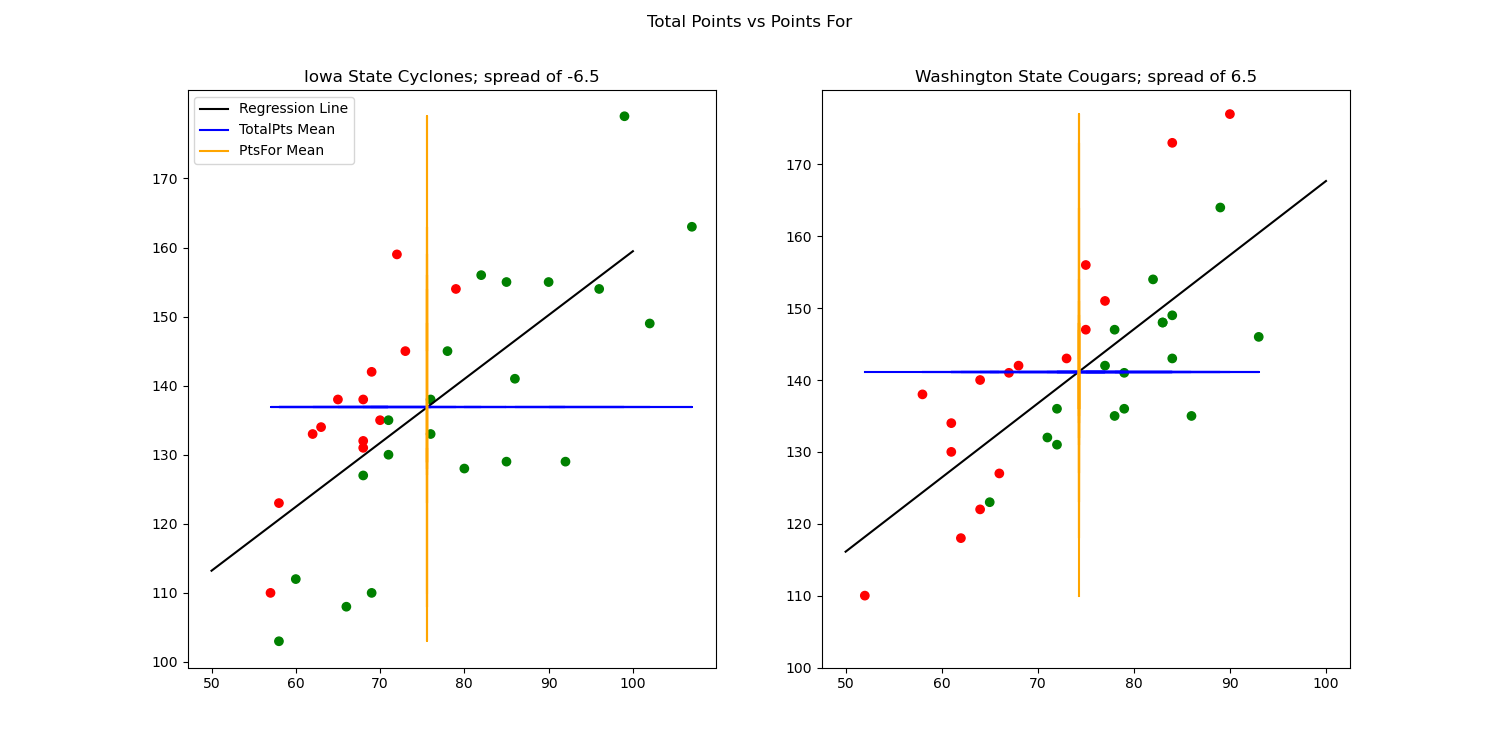 Total Points vs Points For
Iowa State Cyclones; spread of -6.5
Regression Line
TotalPts Mean
PtsFor Mean
170
160
150
140
130
120
110
100
50 60 70 80 90 100
Washington State Cougars; spread of 6.5
170
160
150
140
130
120
110
100
50 60 70 80 90 100